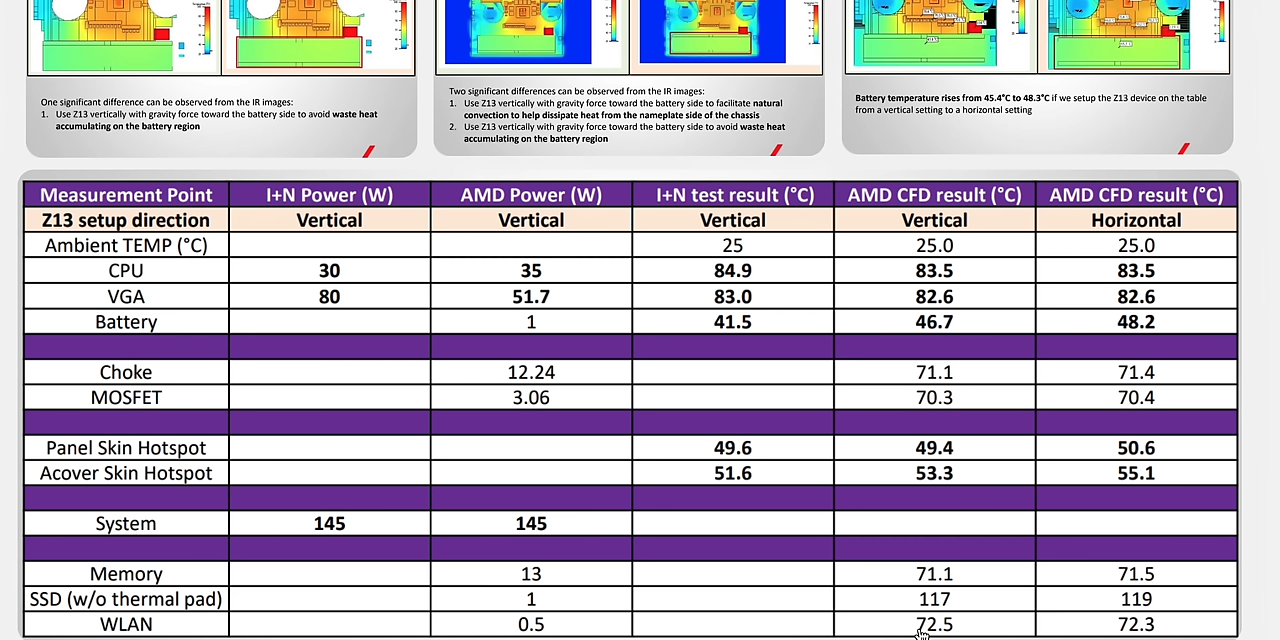 One significant difference can be observed from the IR images:
1. Use Z13 vertically with gravity force toward the battery side to avoid waste heat
accumulating on the battery region
Two significant differences can be observed from the IR images:
1. Use Z13 vertically with gravity force toward the battery side to facilitate natural
convection to help dissipate heat from the nameplate side of the chassis
2. Use Z13 vertically with gravity force toward the battery side to avoid waste heat
accumulating on the battery region
Battery temperature rises from 45.4°C to 48.3°C if we setup the Z13 device on the table
from a vertical setting to a horizontal setting
Measurement Point I+N Power (W) AMD Power (W) I+N test result (°C) AMD CFD result (°C) AMD CFD result (°C)
Z13 setup direction Vertical Vertical Vertical Vertical Horizontal
Ambient TEMP (°C) 25 25.0 25.0
CPU 30 35 84.9 83.5 83.5
VGA 80 51.7 83.0 82.6 82.6
Battery 1 41.5 46.7 48.2
Choke 12.24 71.1 71.4
MOSFET 3.06 70.3 70.4
Panel Skin Hotspot 49.6 49.4 50.6
Acover Skin Hotspot 51.6 53.3 55.1
System 145 145
Memory 13 71.1 71.5
SSD (w/o thermal pad) 1 117 119
WLAN 0.5 72.5 72.3